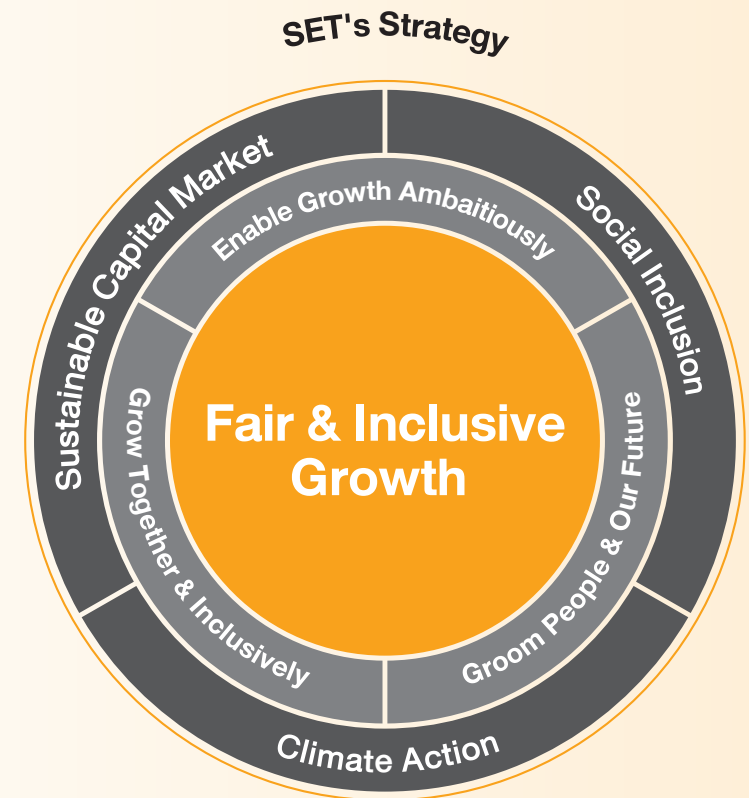 SET's Strategy
Sustainable Capital Market
Social Inclusion
Enable Growth Ambaitiously
Fair & Inclusive
Growth
Grow Together & Inclusively
Groom People & Our Future
Climate Action